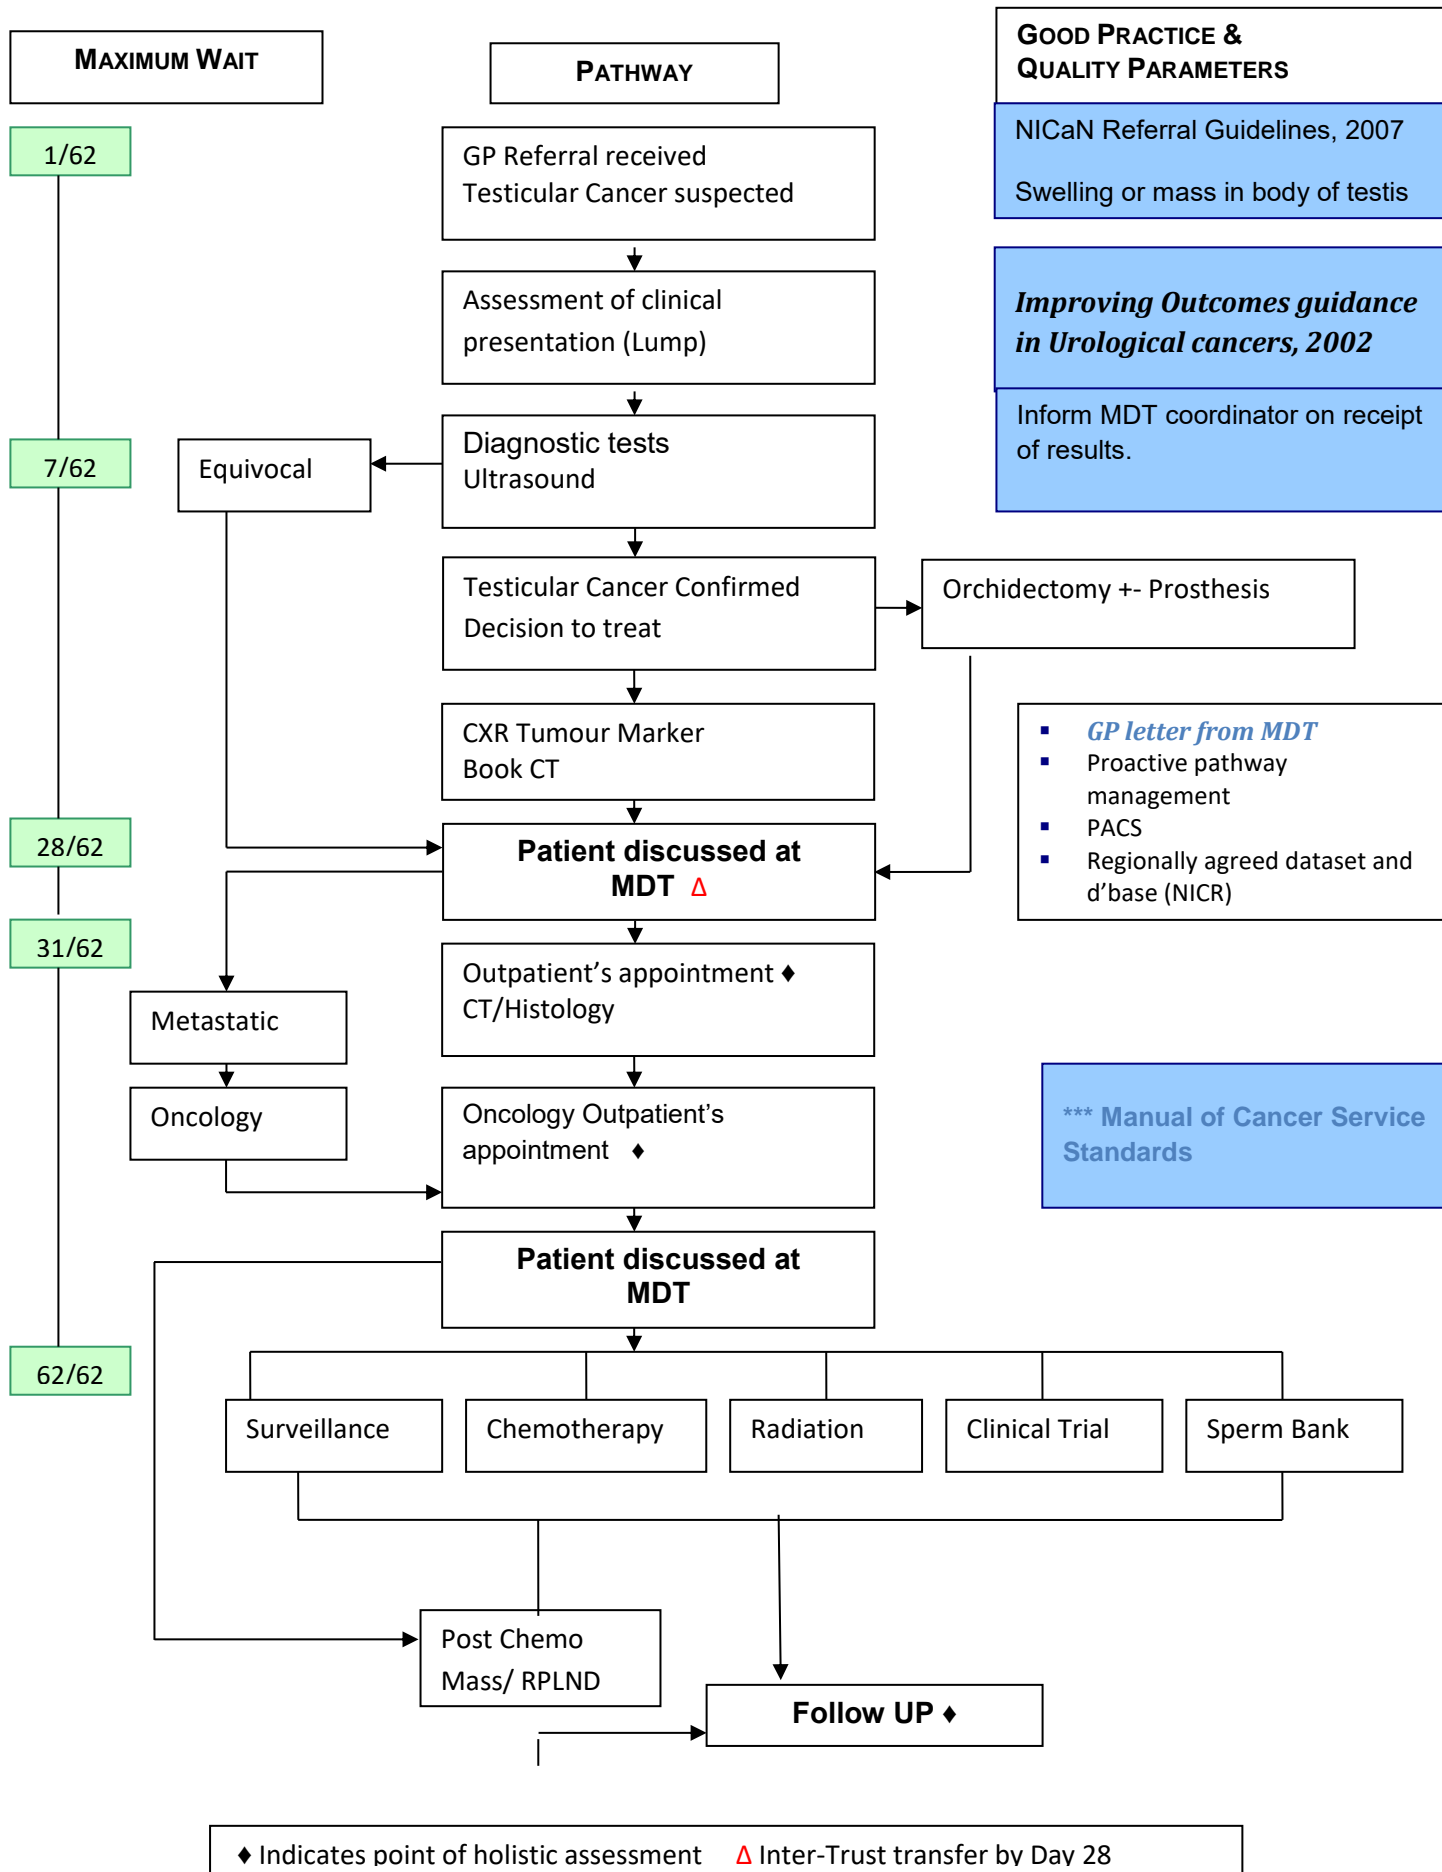 MAXIMUM WAIT
PATHWAY
GOOD PRACTICE &
QUALITY PARAMETERS
1/62
GP Referral received
Testicular Cancer suspected
NICaN Referral Guidelines, 2007
Swelling or mass in body of testis
Assessment of clinical
presentation (Lump)
Improving Outcomes guidance
in Urological cancers, 2002
7/62
Equivocal
Diagnostic tests
Ultrasound
Inform MDT coordinator on receipt
of results.
Testicular Cancer Confirmed
Decision to treat
Orchidectomy +- Prosthesis
CXR Tumour Marker
Book CT
▪ GP letter from MDT
▪ Proactive pathway
management
▪ PACS
▪ Regionally agreed dataset and
d'base (NICR)
28/62
Patient discussed at
MDT Δ
31/62
Outpatient’s appointment ♦
CT/Histology
Metastatic
Oncology
Oncology Outpatient’s
appointment ♦
*** Manual of Cancer Service
Standards
Patient discussed at
MDT
62/62
Surveillance
Chemotherapy
Radiation
Clinical Trial
Sperm Bank
Post Chemo
Mass/ RPLND
Follow UP ♦
♦ Indicates point of holistic assessment Δ Inter-Trust transfer by Day 28